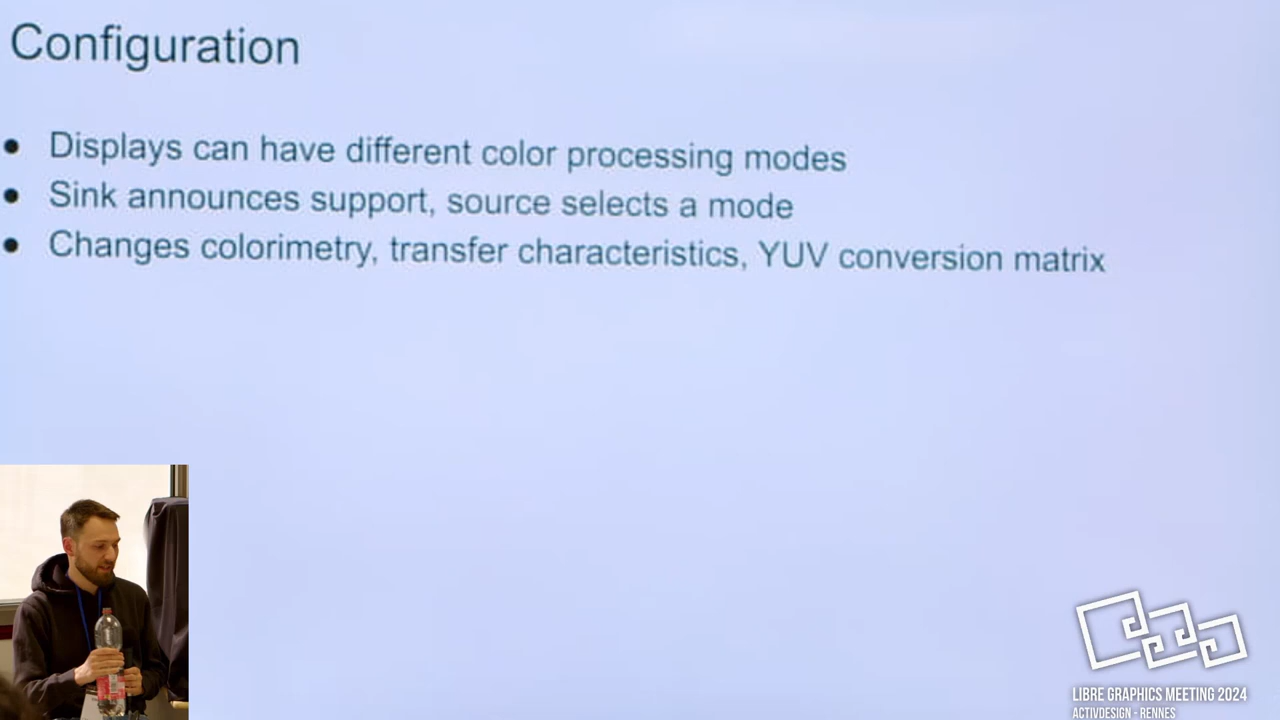 Configuration
● Displays can have different color processing modes
● Sink announces support, source selects a mode
● Changes colorimetry, transfer characteristics, YUV conversion matrix
LIBRE GRAPHICS MEETING 2024
ACTIVDESIGN - RENNES